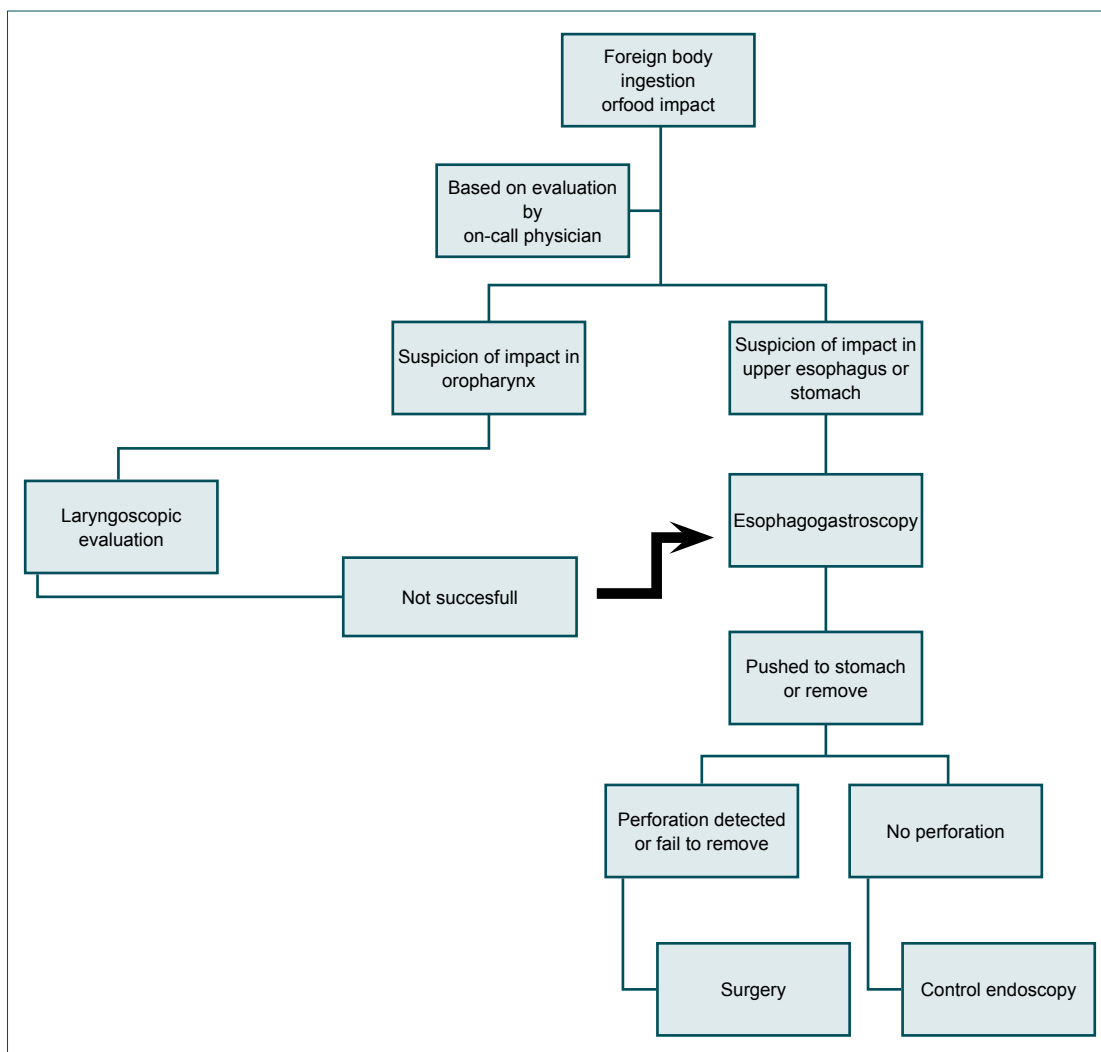 Foreign body
ingestion
orfood impact
Based on evaluation
by
on-call physician
Suspicion of impact in
oropharynx
Suspicion of impact in
upper esophagus or
stomach
Laryngoscopic
evaluation
Esophagogastroscopy
Not succesfull
Pushed to stomach
or remove
Perforation detected
or fail to remove
No perforation
Surgery
Control endoscopy